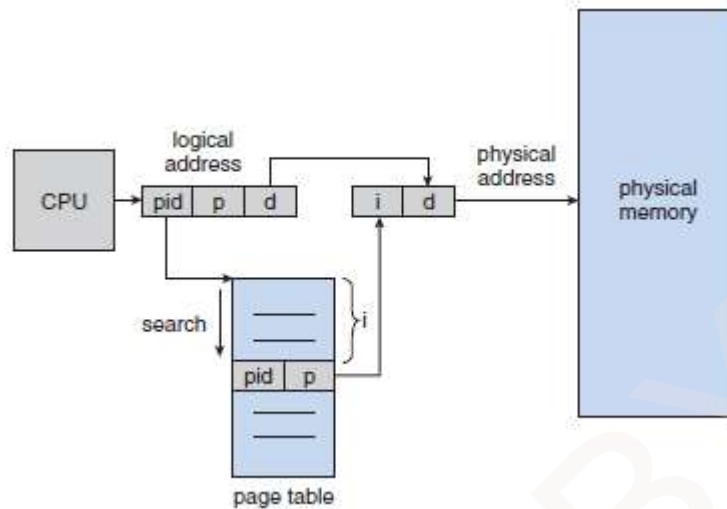 logical
address
physical
address
CPU
pid p d
i d
physical
memory
search
i
pid p
page table